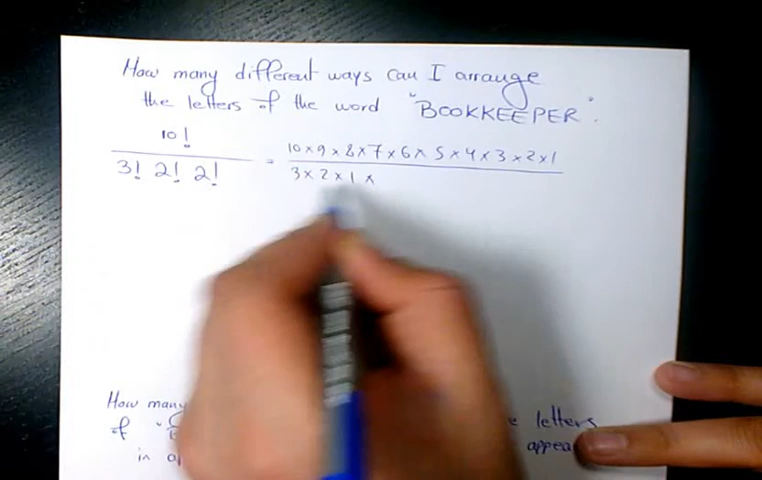 How many different ways can I arrange
the letters of the word "BOOKKEEPER".
10! / 3! 2! 2! = 10 × 9 × 8 × 7 × 6 × 5 × 4 × 3 × 2 × 1 / 3 × 2 × 1 ×
How many letters
of
in appea